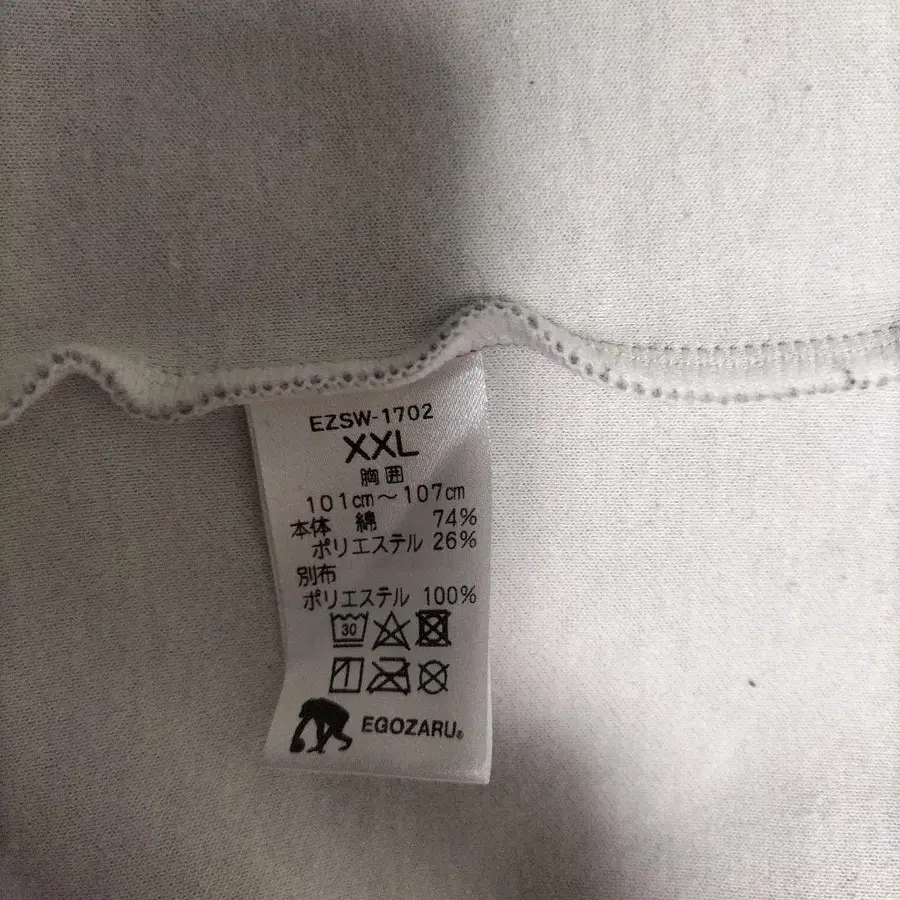 EZSW-1702
XXL
胸囲
101cm～107cm
本体 綿 74%
ポリエステル 26%
別布
ポリエステル 100%
30
EGOZARU®